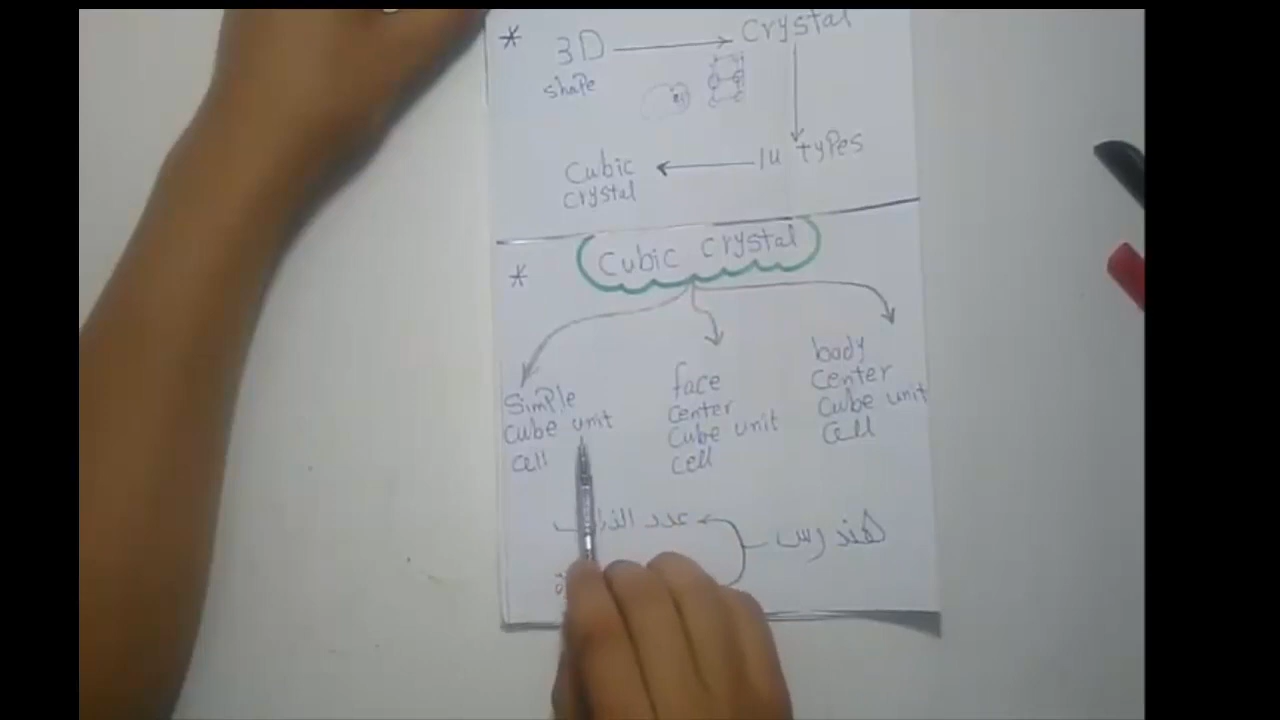 * 3D → Crystal
shape
14 types
Cubic
crystal
* Cubic crystal
simple
cube unit
cell
face
center
cube unit
cell
body
center
cube unit
cell
هندرس
عدد